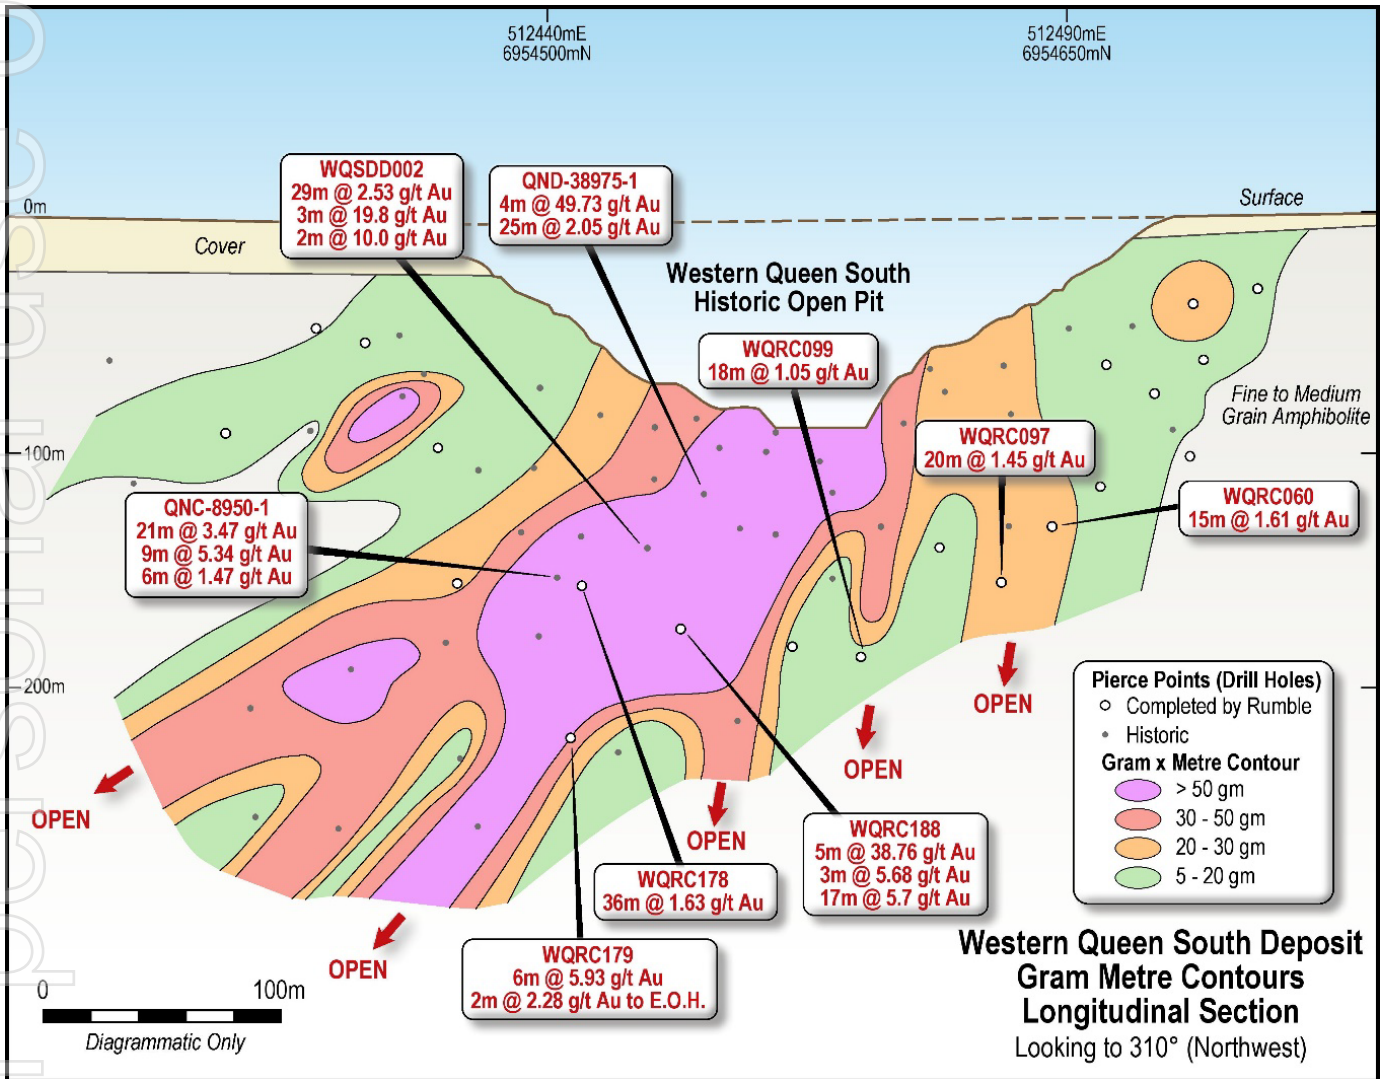 512440mE
6954500mN
512490mE
6954650mN
WQSDD002
29m @ 2.53 g/t Au
3m @ 19.8 g/t Au
2m @ 10.0 g/t Au
QND-38975-1
4m @ 49.73 g/t Au
25m @ 2.05 g/t Au
0m
Surface
Cover
Western Queen South
Historic Open Pit
WQRC099
18m @ 1.05 g/t Au
Fine to Medium
Grain Amphibolite
WQRC097
20m @ 1.45 g/t Au
100m
QNC-8950-1
21m @ 3.47 g/t Au
9m @ 5.34 g/t Au
6m @ 1.47 g/t Au
WQRC060
15m @ 1.61 g/t Au
200m
OPEN
OPEN
OPEN
OPEN
OPEN
Pierce Points (Drill Holes)
Completed by Rumble
Historic
Gram x Metre Contour
> 50 gm
30 - 50 gm
20 - 30 gm
5 - 20 gm
WQRC188
5m @ 38.76 g/t Au
3m @ 5.68 g/t Au
17m @ 5.7 g/t Au
WQRC178
36m @ 1.63 g/t Au
WQRC179
6m @ 5.93 g/t Au
2m @ 2.28 g/t Au to E.O.H.
0 100m
Diagrammatic Only
Western Queen South Deposit
Gram Metre Contours
Longitudinal Section
Looking to 310° (Northwest)